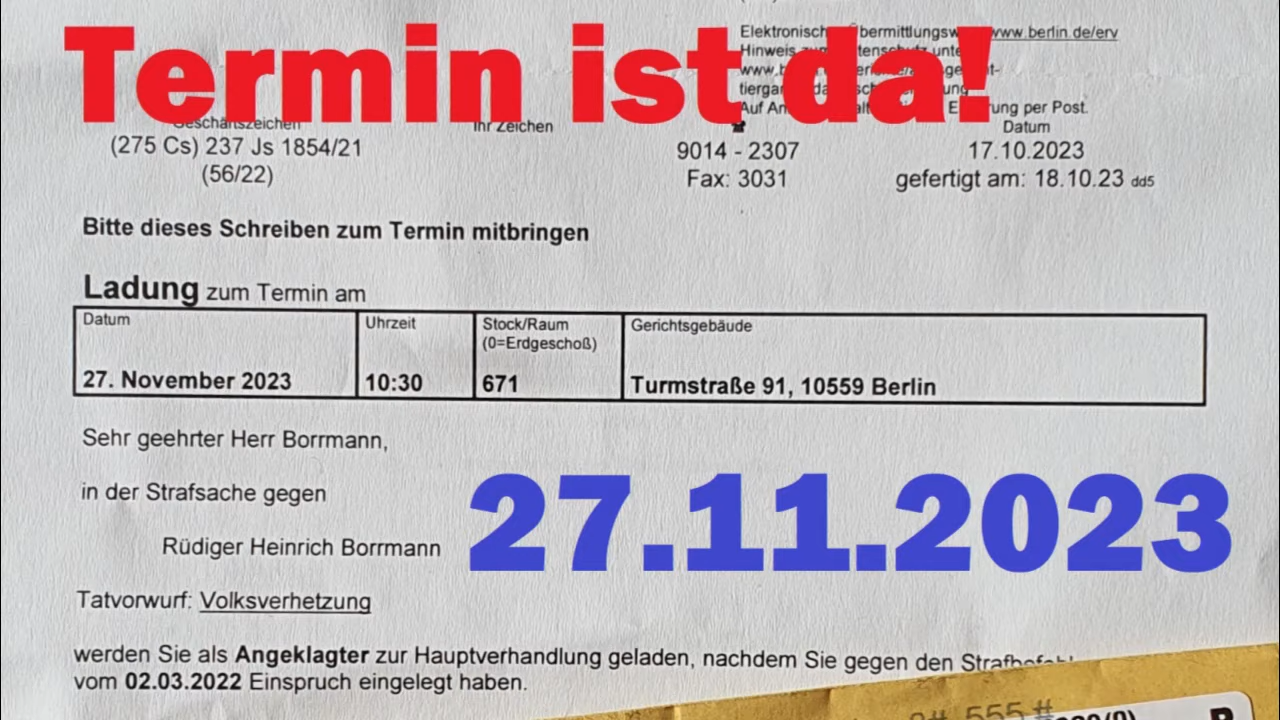 Termin ist da!
www.berlin.de/erv
Hinweis
Auf
per Post.
Geschäftszeichen Ihr Zeichen Datum
(275 Cs) 237 Js 1854/21 9014 - 2307 17.10.2023
(56/22) Fax: 3031 gefertigt am: 18.10.23 dd5
Bitte dieses Schreiben zum Termin mitbringen
Ladung zum Termin am
Datum Uhrzeit Stock/Raum Gerichtsgebäude
(0=Erdgeschoß)
27. November 2023 10:30 671 Turmstraße 91, 10559 Berlin
Sehr geehrter Herr Borrmann,
in der Strafsache gegen
27.11.2023
Rüdiger Heinrich Borrmann
Tatvorwurf: Volksverhetzung
werden Sie als Angeklagter zur Hauptverhandlung geladen, nachdem Sie gegen den
vom 02.03.2022 Einspruch eingelegt haben.
555 #
R